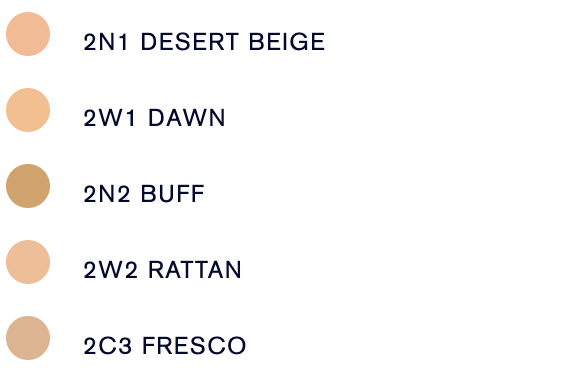 2N1 DESERT BEIGE
2W1 DAWN
2N2 BUFF
2W2 RATTAN
2C3 FRESCO